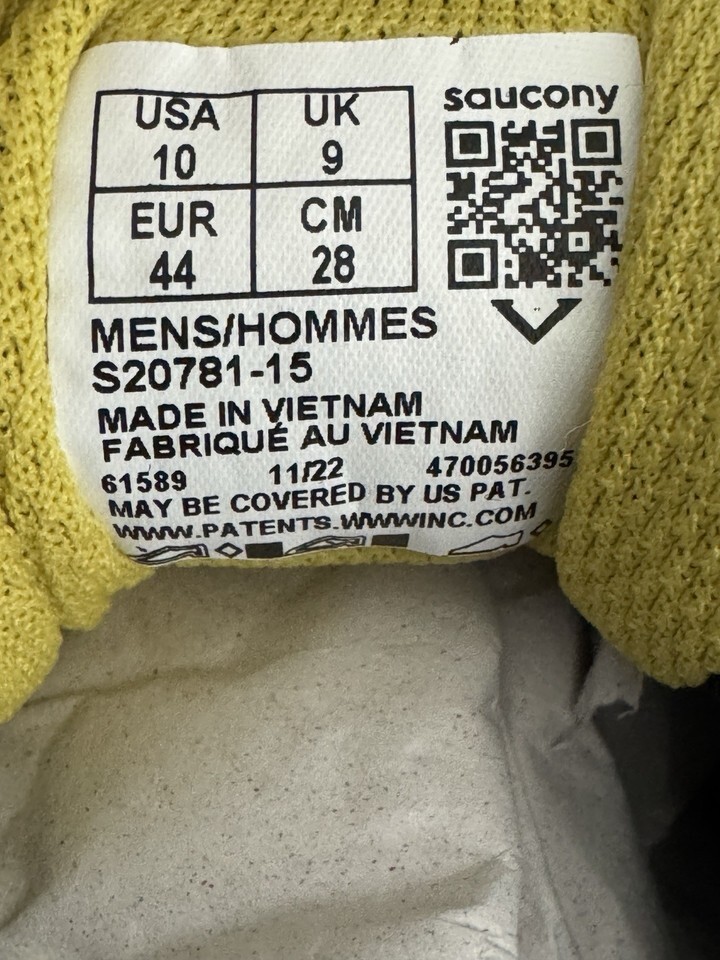 saucony
USA UK
10 9
EUR CM
44 28
MENS/HOMMES
S20781-15
MADE IN VIETNAM
FABRIQUÉ AU VIETNAM
61589 11/22 470056395
MAY BE COVERED BY US PAT.
WWW.PATENTS.WWWINC.COM